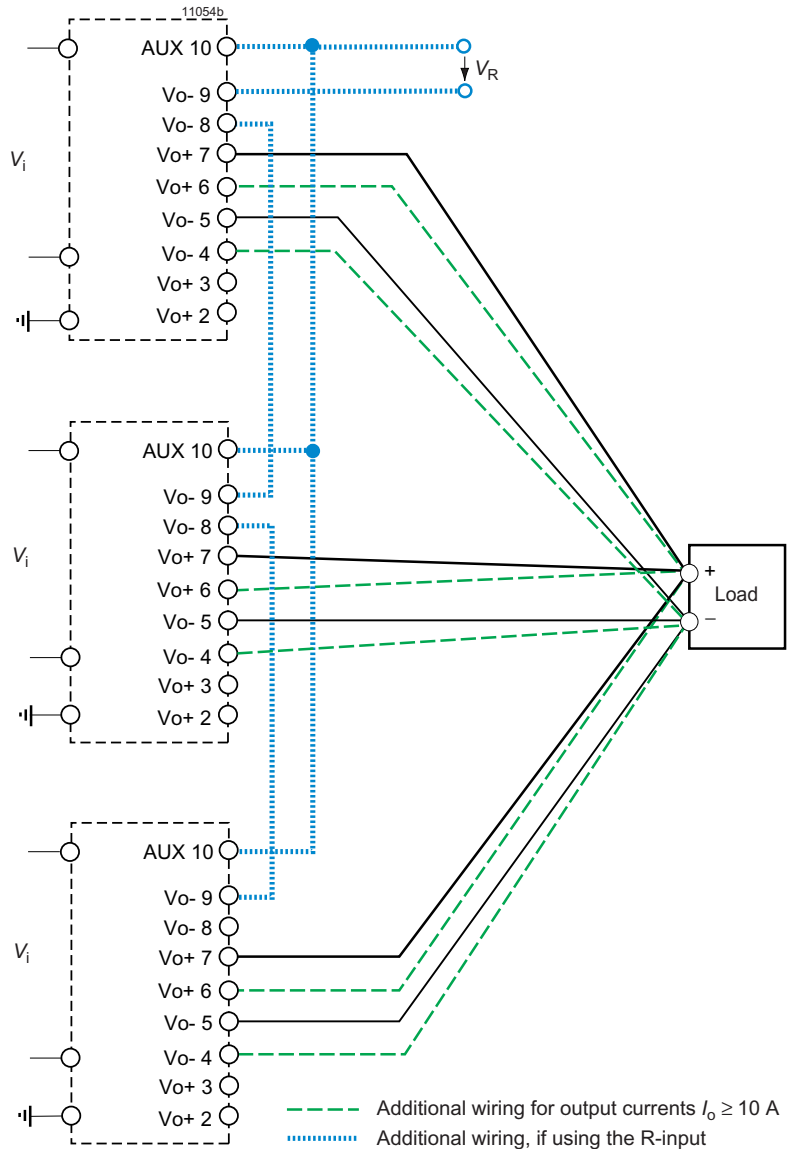 11054b
AUX 10
V_R
Vo- 9
Vo- 8
V_i
Vo+ 7
Vo+ 6
Vo- 5
Vo- 4
Vo+ 3
Vo+ 2
AUX 10
Vo- 9
Vo- 8
V_i
Vo+ 7
Vo+ 6
+
Load
Vo- 5
–
Vo- 4
Vo+ 3
Vo+ 2
AUX 10
Vo- 9
Vo- 8
V_i
Vo+ 7
Vo+ 6
Vo- 5
Vo- 4
Vo+ 3
Vo+ 2
Additional wiring for output currents I_o ≥ 10 A
Additional wiring, if using the R-input